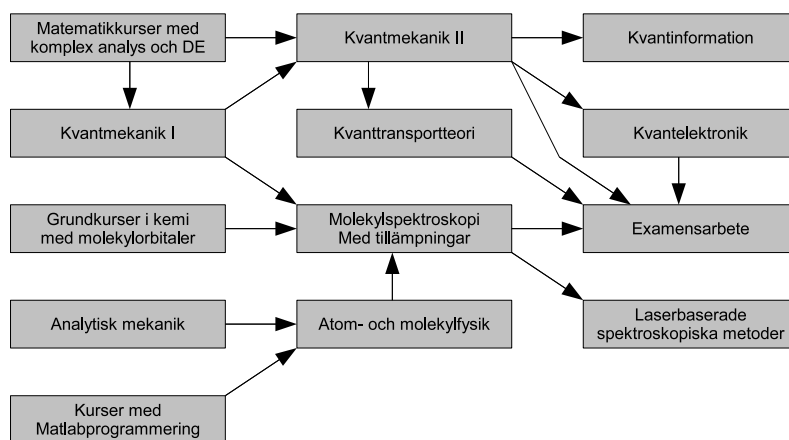 Matematikkurser med
komplex analys och DE
Kvantmekanik II
Kvantinformation
Kvantmekanik I
Kvanttransportteori
Kvantelektronik
Grundkurser i kemi
med molekylorbitaler
Molekylspektroskopi
Med tillämpningar
Examensarbete
Analytisk mekanik
Atom- och molekylfysik
Laserbaserade
spektroskopiska metoder
Kurser med
Matlabprogrammering